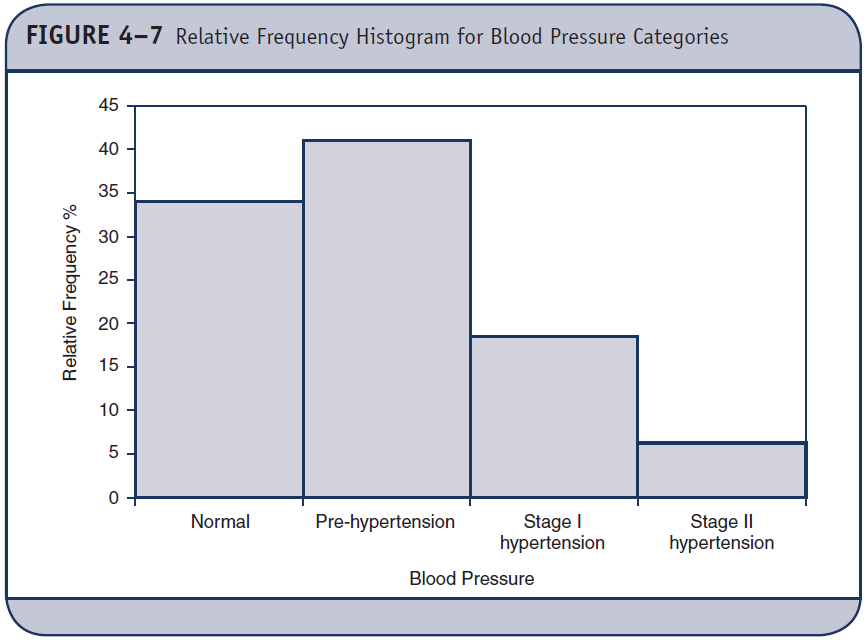 FIGURE 4–7 Relative Frequency Histogram for Blood Pressure Categories
45
40
35
30
25
20
15
10
5
0
Relative Frequency %
Normal
Pre-hypertension
Stage I
hypertension
Stage II
hypertension
Blood Pressure